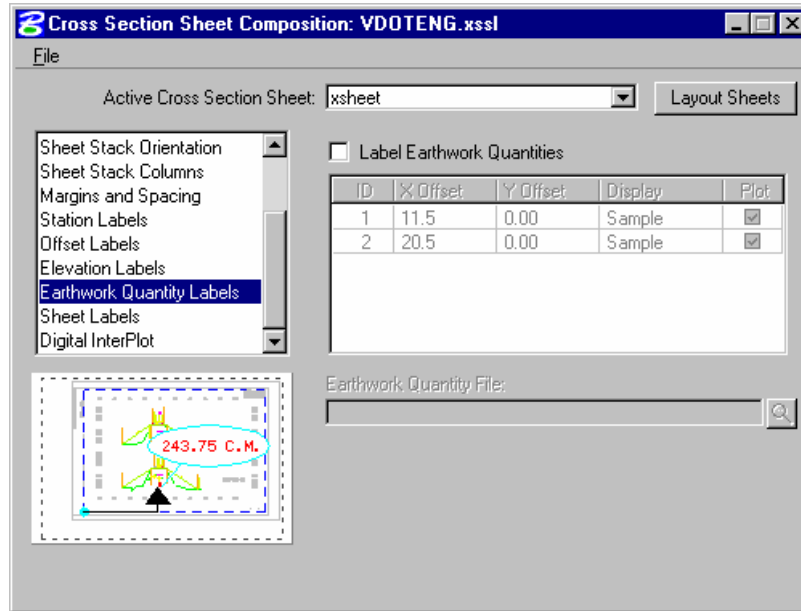 Cross Section Sheet Composition: VDOTENG.xssl
File
Active Cross Section Sheet: xsheet Layout Sheets
Sheet Stack Orientation
Sheet Stack Columns
Margins and Spacing
Station Labels
Offset Labels
Elevation Labels
Earthwork Quantity Labels
Sheet Labels
Digital InterPlot
Label Earthwork Quantities
ID X Offset Y Offset Display Plot
1 11.5 0.00 Sample
2 20.5 0.00 Sample
Earthwork Quantity File:
243.75 C.M.